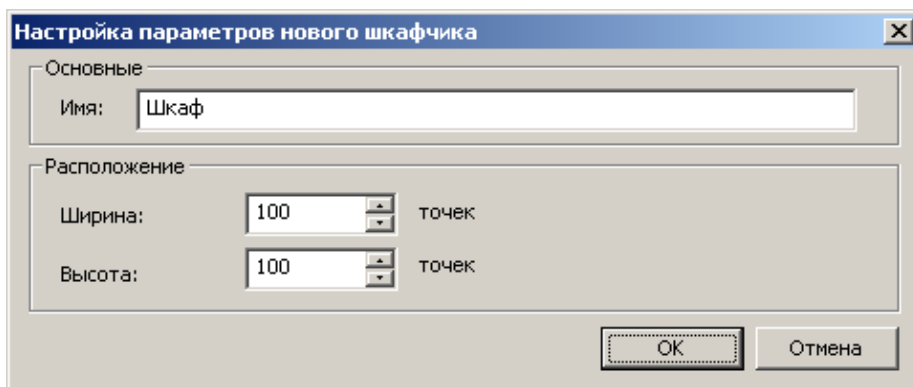 Настройка параметров нового шкафчика
Основные
Имя: Шкаф
Расположение
Ширина: 100 точек
Высота: 100 точек
OK Отмена